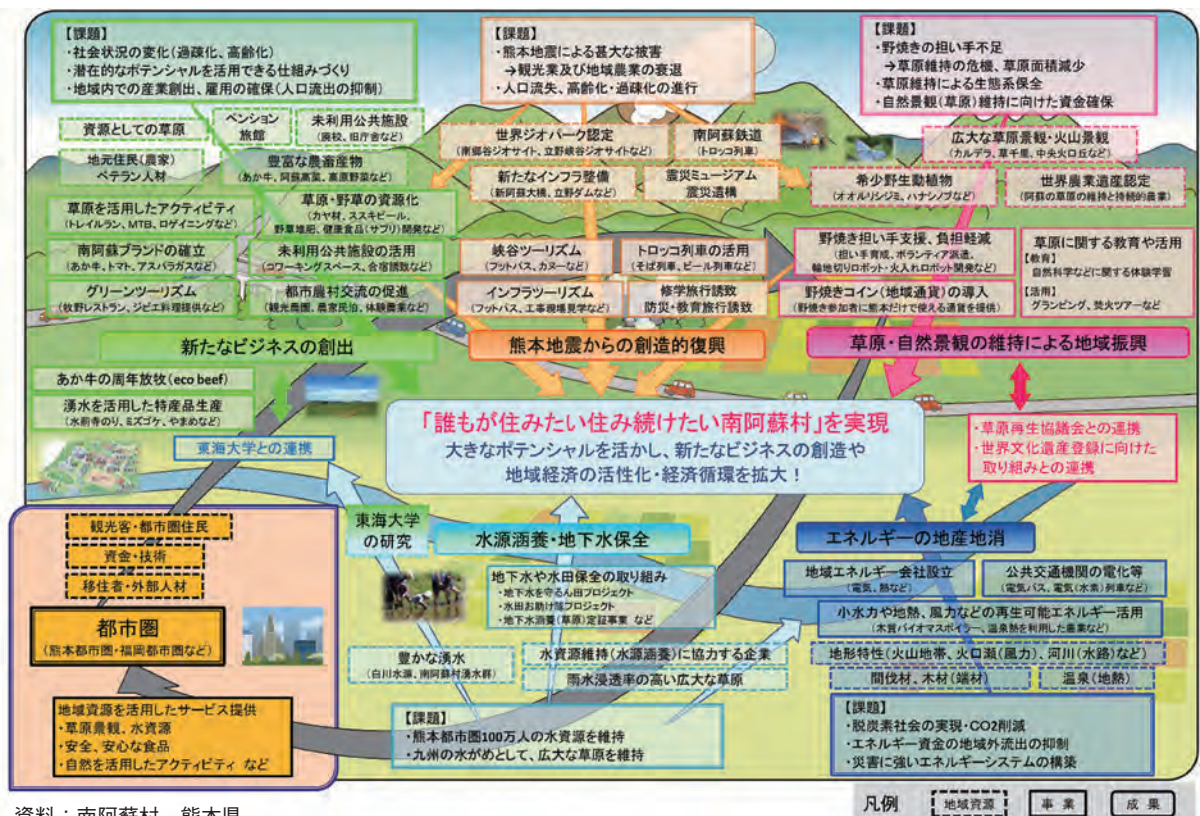 【課題】
・社会状況の変化(過疎化、高齢化)
・潜在的なポテンシャルを活用できる仕組みづくり
・地域内での産業創出、雇用の確保(人口流出の抑制)
資源としての草原
ペンション
旅館
未利用公共施設
(廃校、旧庁舎など)
地元住民(農家)
ベテラン人材
豊富な農畜産物
(あか牛、阿蘇高菜、高原野菜など)
草原を活用したアクティビティ
(トレイルラン、MTB、ロゲイニングなど)
草原・野草の資源化
(カヤ材、ススキビール、
野草堆肥、健康食品(サプリ)開発など)
南阿蘇ブランドの確立
(あか牛、トマト、アスパラガスなど)
未利用公共施設の活用
(コワーキングスペース、合宿誘致など)
グリーンツーリズム
(牧野レストラン、ジビエ料理提供など)
都市農村交流の促進
(観光農園、農家民泊、体験農業など)
新たなビジネスの創出
あか牛の周年放牧(eco beef)
湧水を活用した特産品生産
(水前寺のり、ミズゴケ、やまめなど)
東海大学との連携
【課題】
・熊本地震による甚大な被害
→観光業及び地域農業の衰退
・人口流失、高齢化・過疎化の進行
世界ジオパーク認定
(南郷谷ジオサイト、立野峡谷ジオサイトなど)
南阿蘇鉄道
(トロッコ列車)
新たなインフラ整備
(新阿蘇大橋、立野ダムなど)
震災ミュージアム
震災遺構
峡谷ツーリズム
(フットパス、カヌーなど)
トロッコ列車の活用
(そば列車、ビール列車など)
インフラツーリズム
(フットパス、工事現場見学など)
修学旅行誘致
防災・教育旅行誘致
熊本地震からの創造的復興
【課題】
・野焼きの担い手不足
→草原維持の危機、草原面積減少
・草原維持による生態系保全
・自然景観(草原)維持に向けた資金確保
広大な草原景観・火山景観
(カルデラ、草千里、中央火口丘など)
希少野生動植物
(オオルリシジミ、ハナシノブなど)
世界農業遺産認定
(阿蘇の草原の維持と持続的農業)
野焼き担い手支援、負担軽減
(担い手育成、ボランティア派遣、
輪地切りロボット・火入れロボット開発など)
野焼きコイン(地域通貨)の導入
(野焼き参加者に熊本だけで使える通貨を提供)
草原に関する教育や活用
【教育】
自然科学などに関する体験学習
【活用】
グランピング、焚火ツアーなど
草原・自然景観の維持による地域振興
・草原再生協議会との連携
・世界文化遺産登録に向けた
取り組みとの連携
「誰もが住みたい住み続けたい南阿蘇村」を実現
大きなポテンシャルを活かし、新たなビジネスの創造や
地域経済の活性化・経済循環を拡大!
観光客・都市圏住民
資金・技術
移住者・外部人材
都市圏
(熊本都市圏・福岡都市圏など)
地域資源を活用したサービス提供
・草原景観、水資源
・安全、安心な食品
・自然を活用したアクティビティ など
東海大学
の研究
水源涵養・地下水保全
地下水や水田保全の取り組み
・地下水を守るん田プロジェクト
・水田お助け隊プロジェクト
・地下水涵養(草原)定証事業 など
豊かな湧水
(白川水源、南阿蘇村湧水群)
水資源維持(水源涵養)に協力する企業
雨水浸透率の高い広大な草原
【課題】
・熊本都市圏100万人の水資源を維持
・九州の水がめとして、広大な草原を維持
エネルギーの地産地消
地域エネルギー会社設立
(電気、熱など)
公共交通機関の電化等
(電気バス、電気(水素)列車など)
小水力や地熱、風力などの再生可能エネルギー活用
(木質バイオマスボイラー、温泉熱を利用した農業など)
地形特性(火山地帯、火口瀬(風力)、河川(水路)など)
間伐材、木材(端材)
温泉(地熱)
【課題】
・脱炭素社会の実現・CO2削減
・エネルギー資金の地域外流出の抑制
・災害に強いエネルギーシステムの構築
資料:南阿蘇村、熊本県
凡例
地域資源
事業
成果